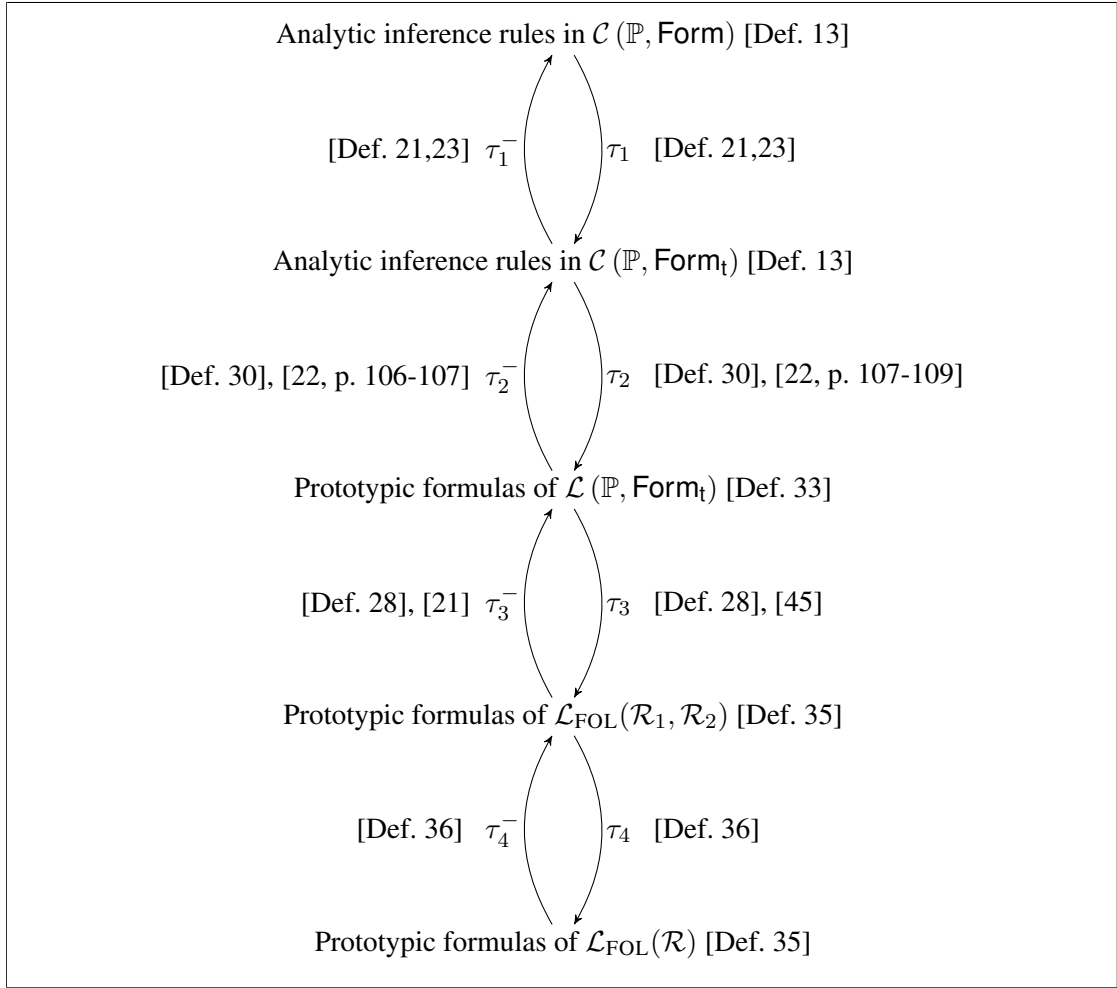 Analytic inference rules in 𝒞 (ℙ, Form) [Def. 13]
[Def. 21,23] τ₁⁻ τ₁ [Def. 21,23]
Analytic inference rules in 𝒞 (ℙ, Formₜ) [Def. 13]
[Def. 30], [22, p. 106-107] τ₂⁻ τ₂ [Def. 30], [22, p. 107-109]
Prototypic formulas of ℒ (ℙ, Formₜ) [Def. 33]
[Def. 28], [21] τ₃⁻ τ₃ [Def. 28], [45]
Prototypic formulas of ℒ_FOL(ℛ₁, ℛ₂) [Def. 35]
[Def. 36] τ₄⁻ τ₄ [Def. 36]
Prototypic formulas of ℒ_FOL(ℛ) [Def. 35]